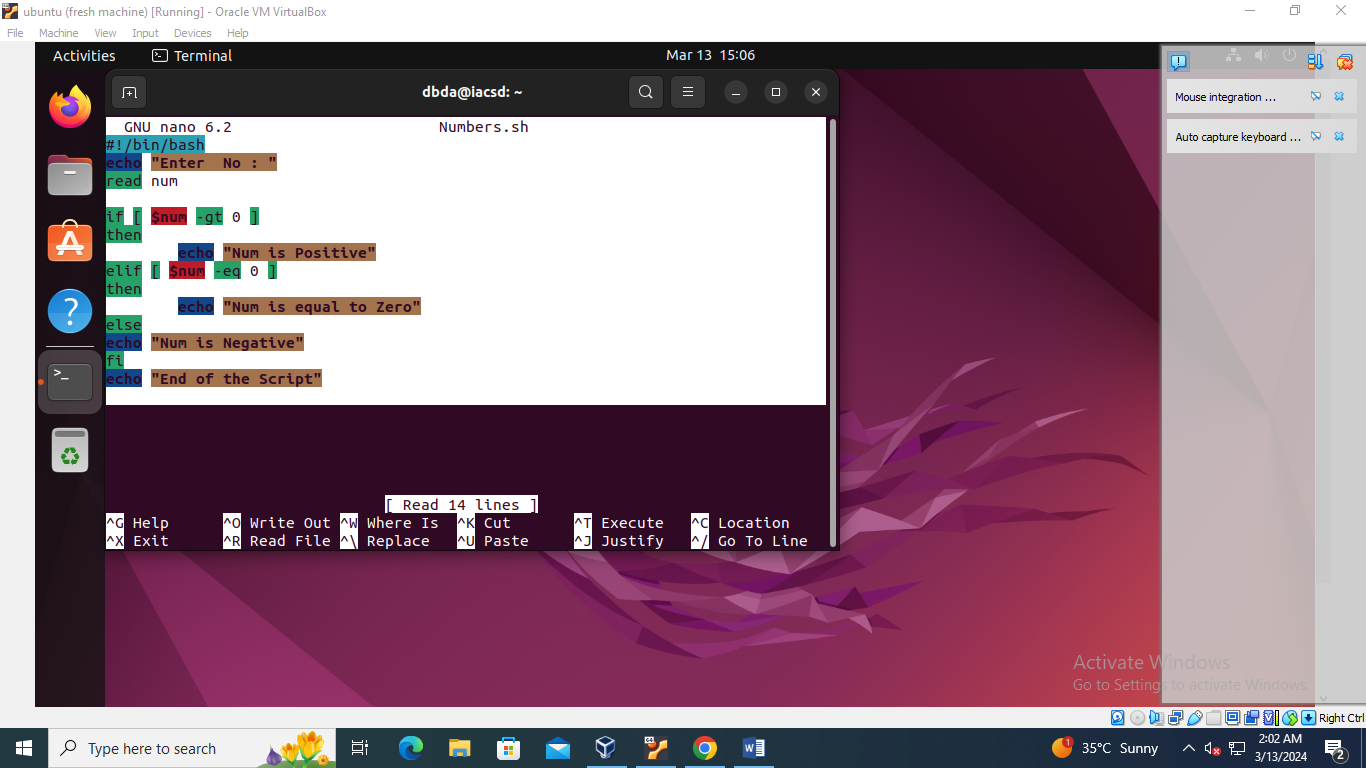 ubuntu (fresh machine) [Running] - Oracle VM VirtualBox
File Machine View Input Devices Help
Activities Terminal Mar 13 15:06
dbda@iacsd: ~
GNU nano 6.2 Numbers.sh
#!/bin/bash
echo "Enter  No : "
read num
if [ $num -gt 0 ]
then
echo "Num is Positive"
elif [ $num -eq 0 ]
then
echo "Num is equal to Zero"
else
echo "Num is Negative"
fi
echo "End of the Script"
[ Read 14 lines ]
^G Help ^O Write Out ^W Where Is ^K Cut ^T Execute ^C Location
^X Exit ^R Read File ^\ Replace ^U Paste ^J Justify ^/ Go To Line
Mouse integration ...
Auto capture keyboard ...
Activate Windows
Go to Settings to activate Windows.
Right Ctrl
Type here to search
1 35°C Sunny
2:02 AM
3/13/2024
2